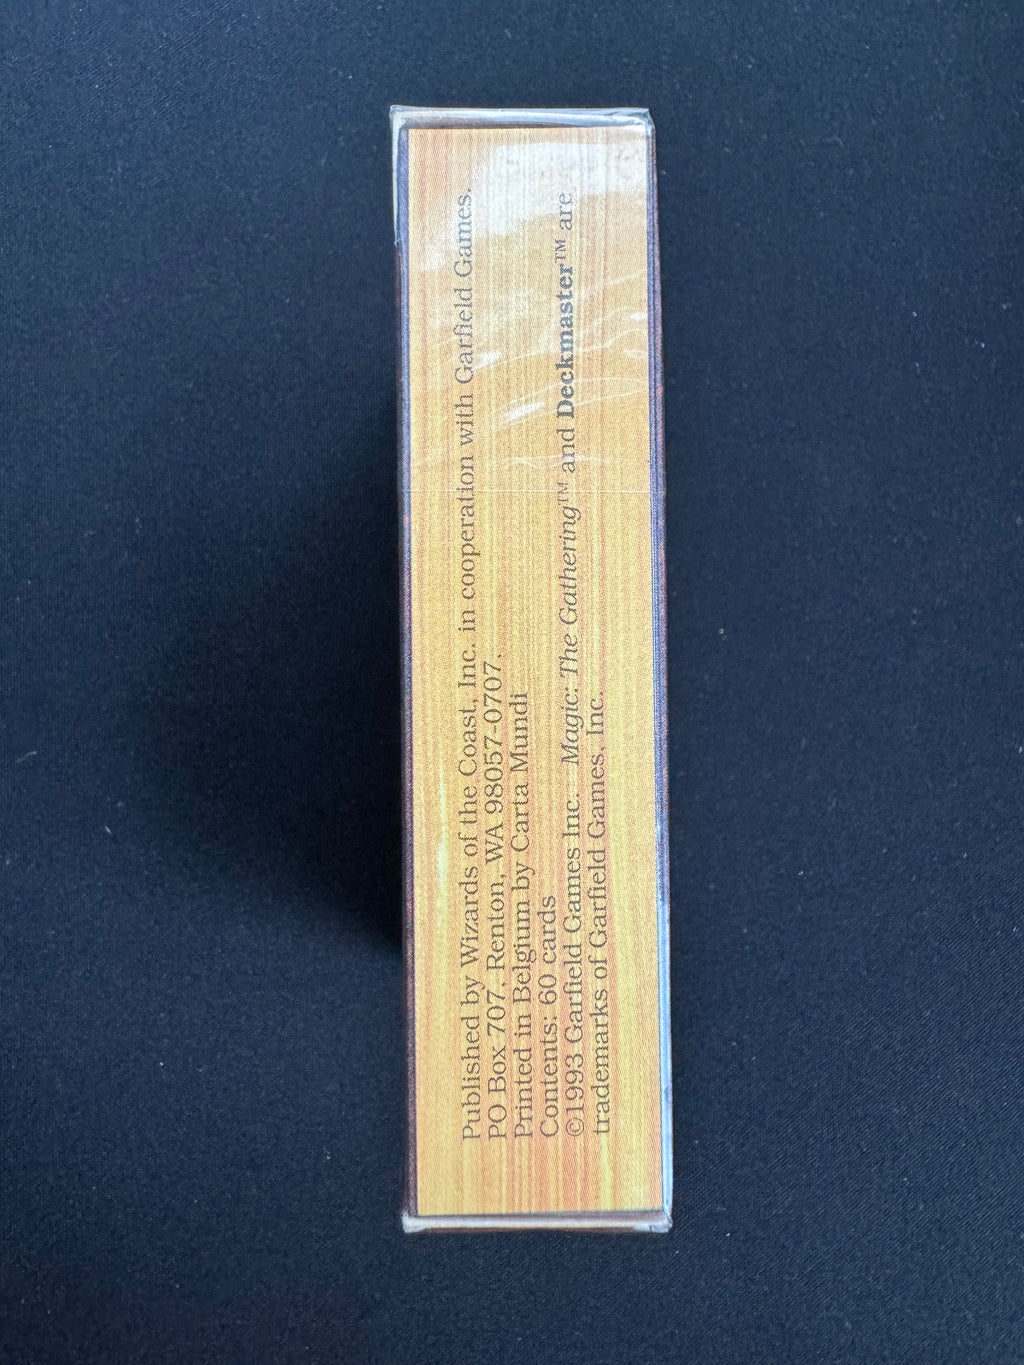 Published by Wizards of the Coast, Inc. in cooperation with Garfield Games.
PO Box 707, Renton, WA 98057-0707.
Printed in Belgium by Carta Mundi
Contents: 60 cards
©1993 Garfield Games Inc. Magic: The Gathering™ and Deckmaster™ are
trademarks of Garfield Games, Inc.